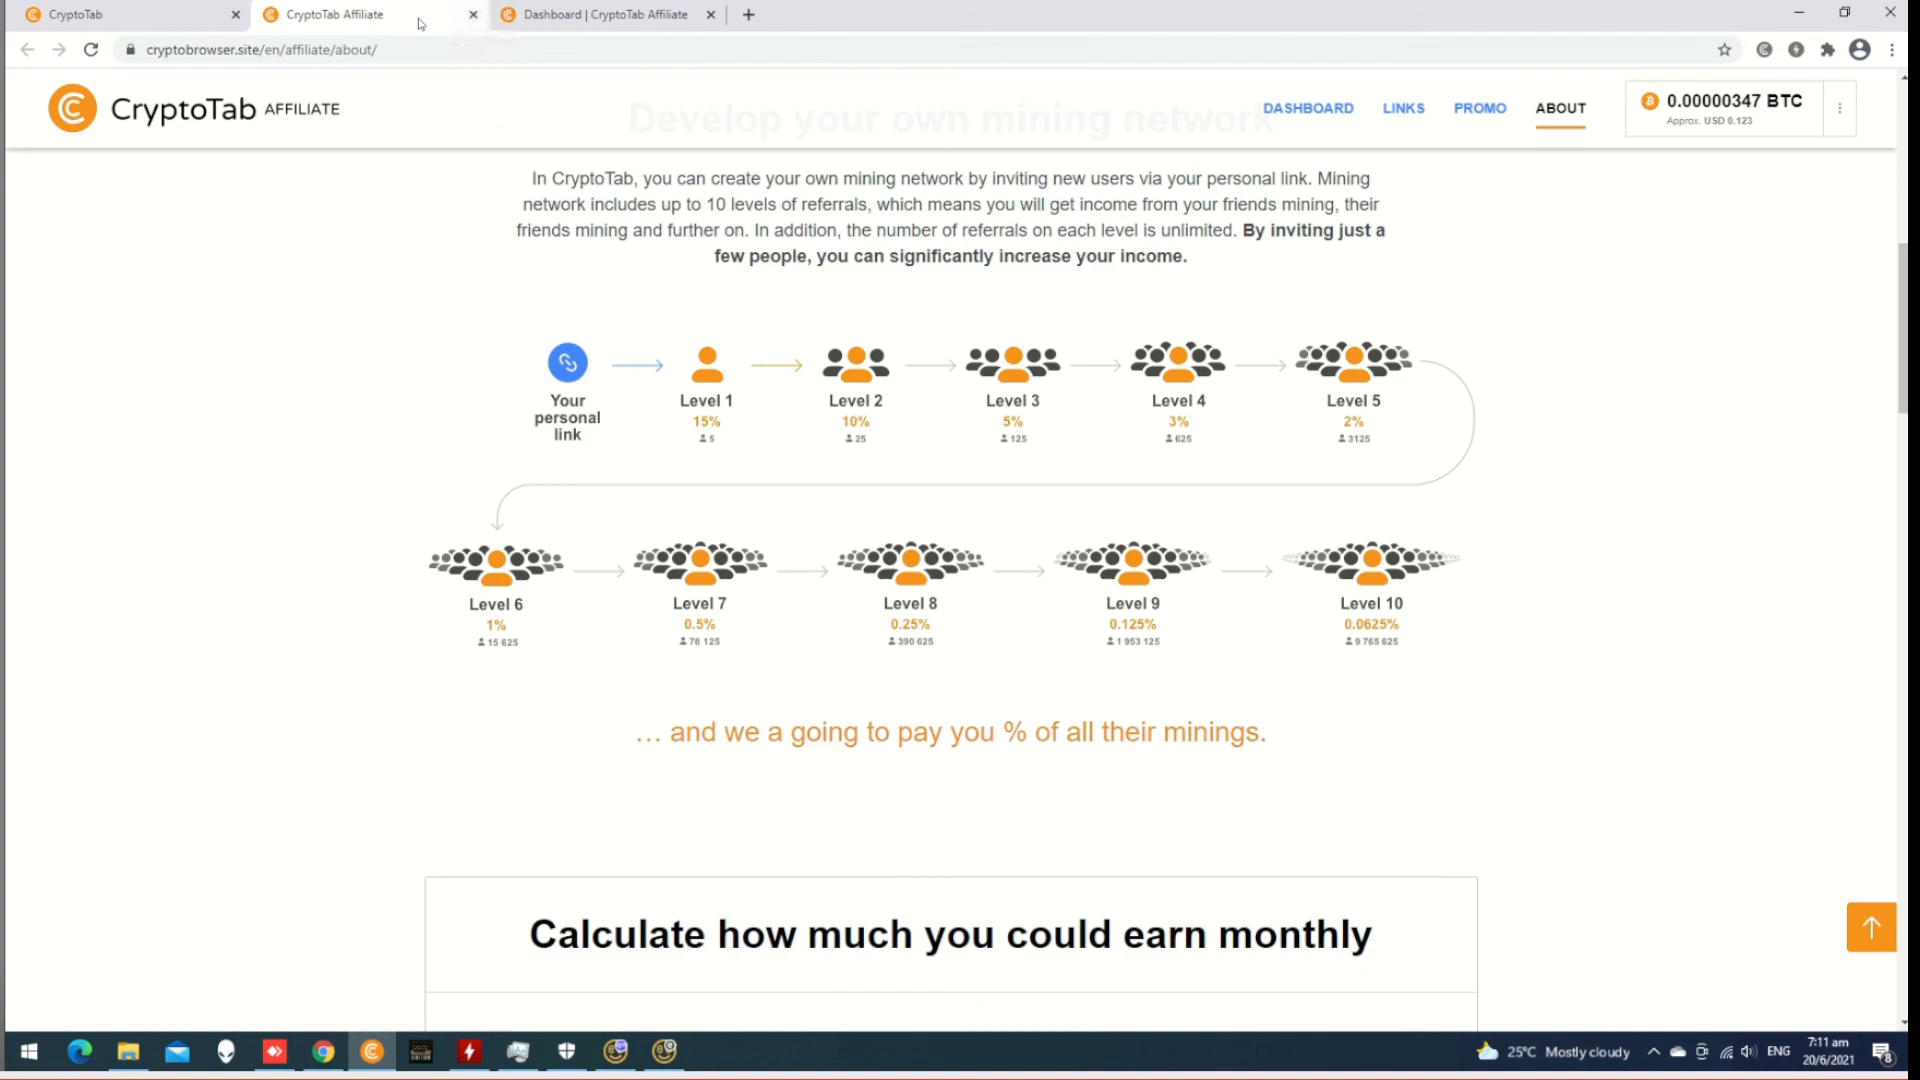 CryptoTab
CryptoTab Affiliate
Dashboard | CryptoTab Affiliate
cryptobrowser.site/en/affiliate/about/
CryptoTab AFFILIATE
Develop your own mining network
DASHBOARD
LINKS
PROMO
ABOUT
0.00000347 BTC
Approx. USD 0.123
In CryptoTab, you can create your own mining network by inviting new users via your personal link. Mining
network includes up to 10 levels of referrals, which means you will get income from your friends mining, their
friends mining and further on. In addition, the number of referrals on each level is unlimited. By inviting just a
few people, you can significantly increase your income.
Your
personal
link
Level 1
15%
5
Level 2
10%
25
Level 3
5%
125
Level 4
3%
625
Level 5
2%
3125
Level 6
1%
15 625
Level 7
0.5%
78 125
Level 8
0.25%
390 625
Level 9
0.125%
1 953 125
Level 10
0.0625%
9 765 625
... and we a going to pay you % of all their minings.
Calculate how much you could earn monthly
25°C Mostly cloudy
ENG
7:11 am
20/6/2021
8